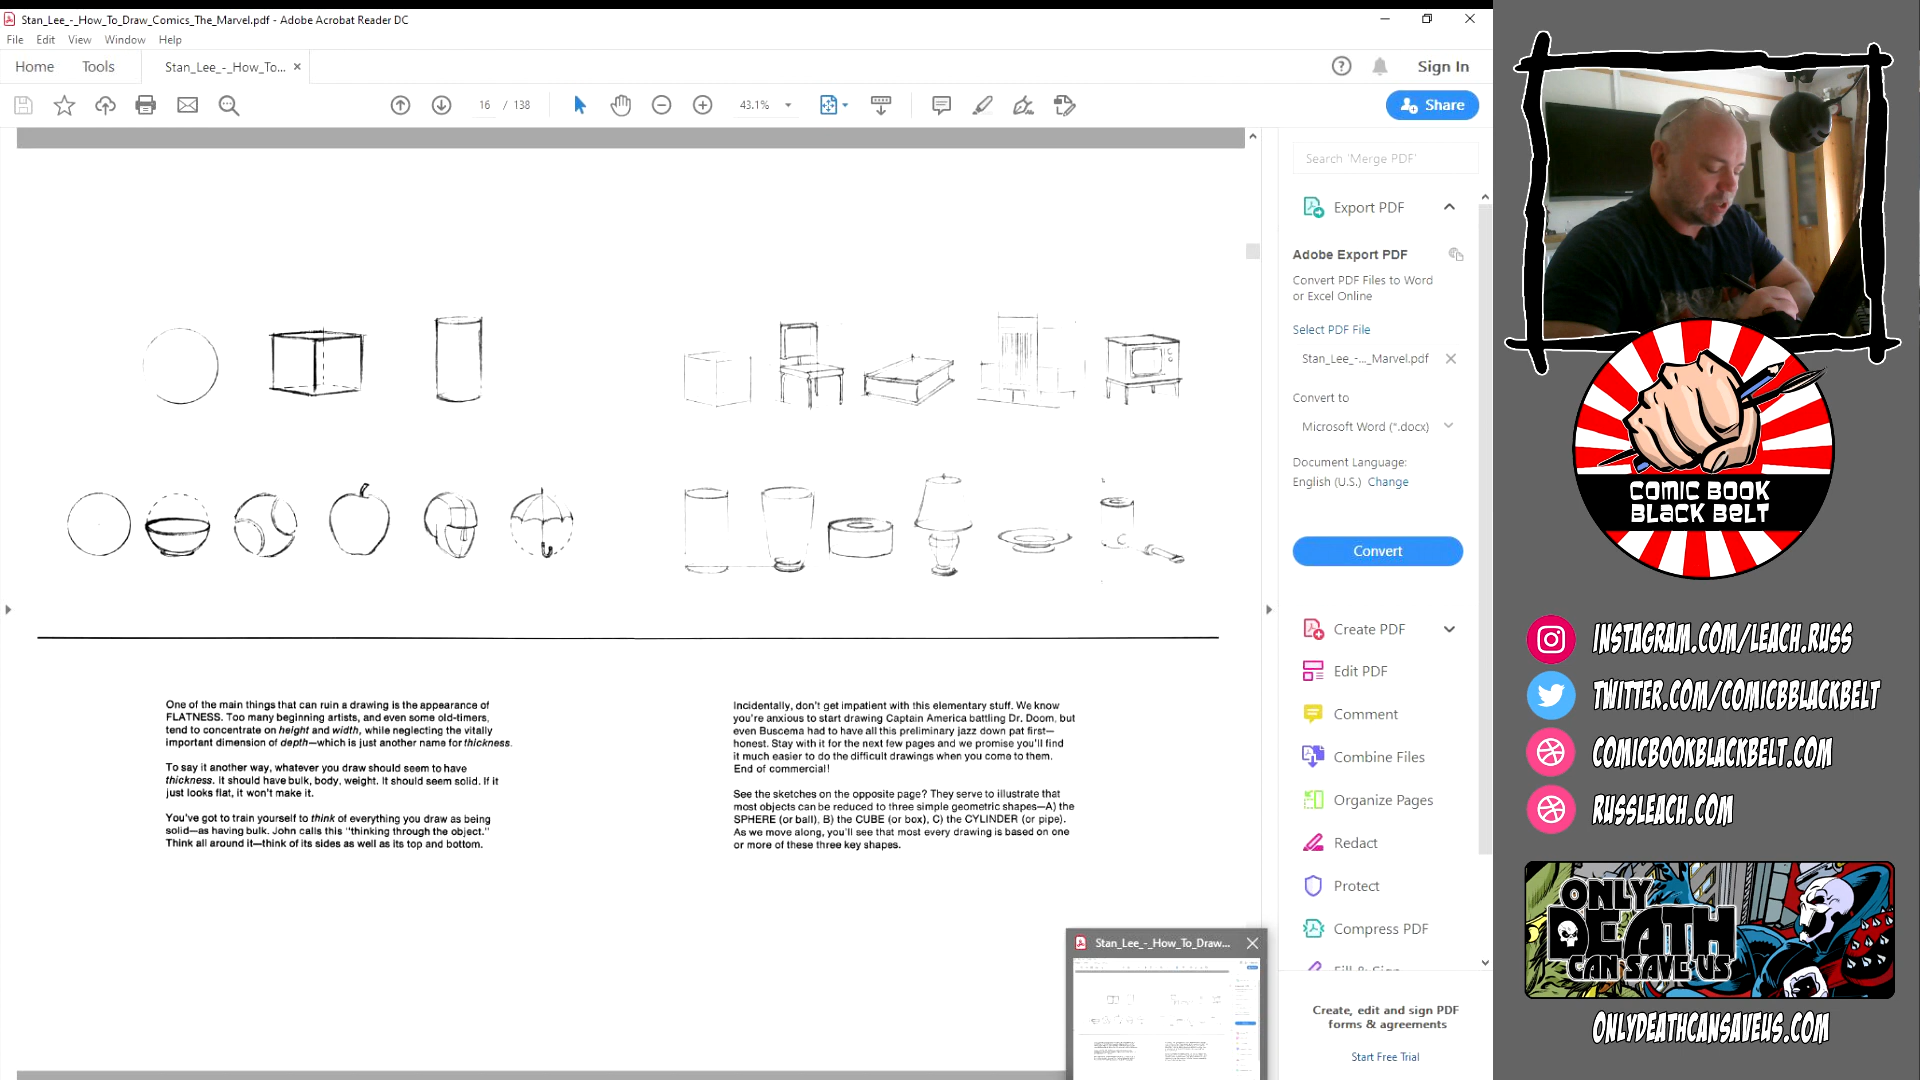 Stan_Lee_-_How_To_Draw_Comics_The_Marvel.pdf - Adobe Acrobat Reader DC
File Edit View Window Help
Home Tools Stan_Lee_-_How_To... × Sign In
16 / 138 43.1% Share
Search 'Merge PDF'
Export PDF
Adobe Export PDF
Convert PDF Files to Word
or Excel Online
Select PDF File
Stan_Lee_-..._Marvel.pdf
Convert to
Microsoft Word (*.docx)
Document Language:
English (U.S.) Change
Convert
Create PDF
Edit PDF
Comment
Combine Files
Organize Pages
Redact
Protect
Compress PDF
Fill & Sign
Create, edit and sign PDF
forms & agreements
Start Free Trial
One of the main things that can ruin a drawing is the appearance of
FLATNESS. Too many beginning artists, and even some old-timers,
tend to concentrate on height and width, while neglecting the vitally
important dimension of depth—which is just another name for thickness.
To say it another way, whatever you draw should seem to have
thickness. It should have bulk, body, weight. It should seem solid. If it
just looks flat, it won't make it.
You've got to train yourself to think of everything you draw as being
solid—as having bulk. John calls this "thinking through the object."
Think all around it—think of its sides as well as its top and bottom.
Incidentally, don't get impatient with this elementary stuff. We know
you're anxious to start drawing Captain America battling Dr. Doom, but
even Buscema had to have all this preliminary jazz down pat first—
honest. Stay with it for the next few pages and we promise you'll find
it much easier to do the difficult drawings when you come to them.
End of commercial!
See the sketches on the opposite page? They serve to illustrate that
most objects can be reduced to three simple geometric shapes—A) the
SPHERE (or ball), B) the CUBE (or box), C) the CYLINDER (or pipe).
As we move along, you'll see that most every drawing is based on one
or more of these three key shapes.
Stan_Lee_-_How_To_Draw...
COMIC BOOK
BLACK BELT
INSTAGRAM.COM/LEACH.RUSS
TWITTER.COM/COMICBBLACKBELT
COMICBOOKBLACKBELT.COM
RUSSLEACH.COM
ONLY
DEATH
CAN SAVE US
ONLYDEATHCANSAVEUS.COM